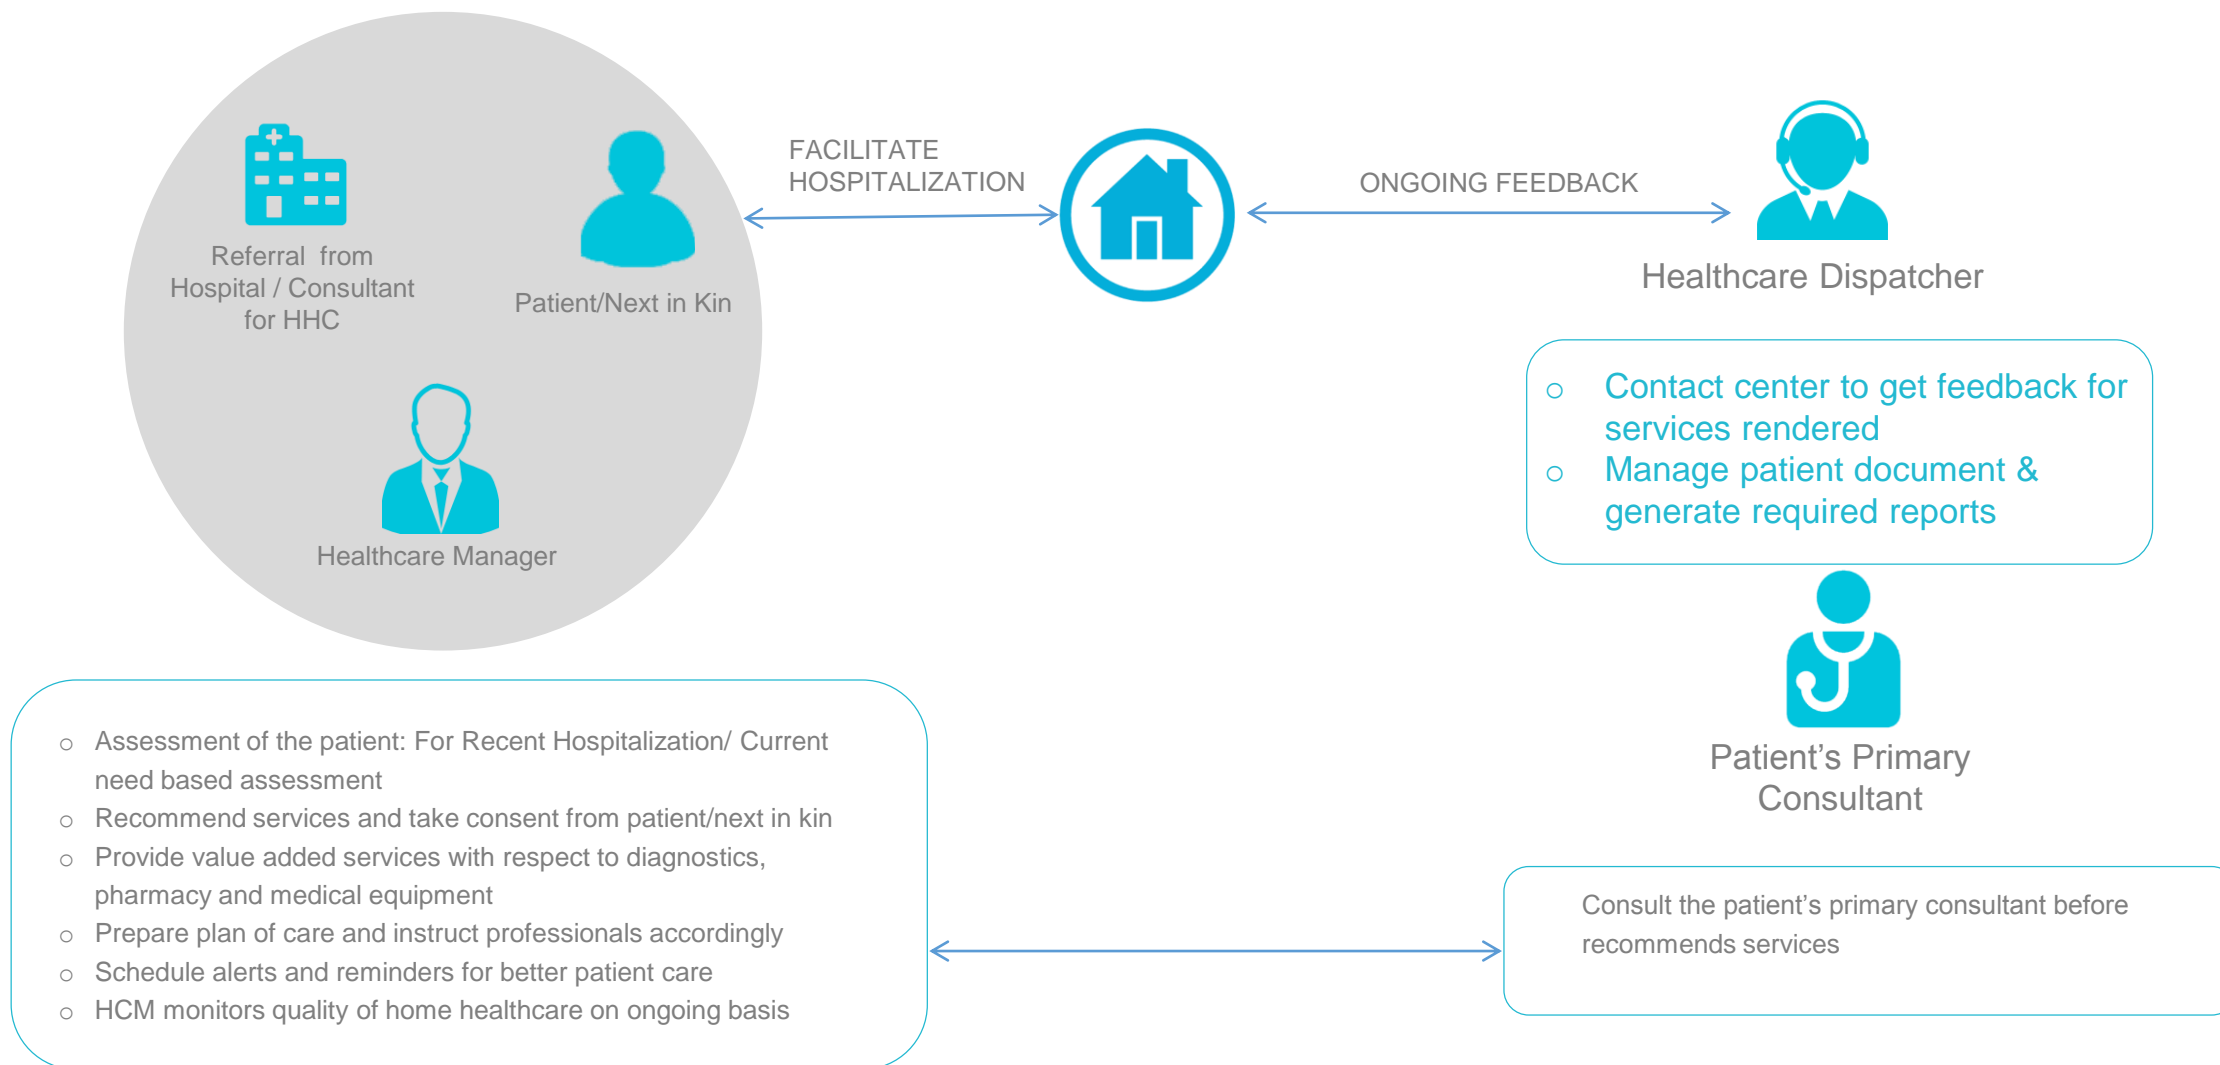 Referral from
Hospital / Consultant
for HHC
Patient/Next in Kin
Healthcare Manager
FACILITATE
HOSPITALIZATION
ONGOING FEEDBACK
Healthcare Dispatcher
o Contact center to get feedback for
services rendered
o Manage patient document &
generate required reports
Patient’s Primary
Consultant
o Assessment of the patient: For Recent Hospitalization/ Current
need based assessment
o Recommend services and take consent from patient/next in kin
o Provide value added services with respect to diagnostics,
pharmacy and medical equipment
o Prepare plan of care and instruct professionals accordingly
o Schedule alerts and reminders for better patient care
o HCM monitors quality of home healthcare on ongoing basis
Consult the patient’s primary consultant before
recommends services